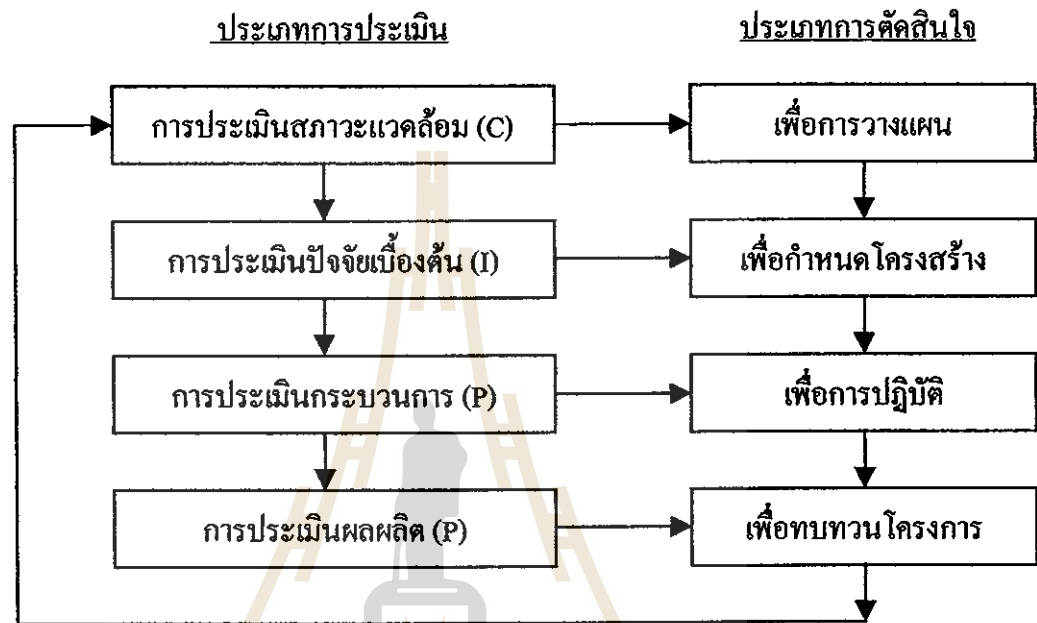 ประเภทการประเมิน ประเภทการตัดสินใจ
การประเมินสภาวะแวดล้อม (C) เพื่อการวางแผน
การประเมินปัจจัยเบื้องต้น (I) เพื่อกำหนดโครงสร้าง
การประเมินกระบวนการ (P) เพื่อการปฏิบัติ
การประเมินผลผลิต (P) เพื่อทบทวนโครงการ